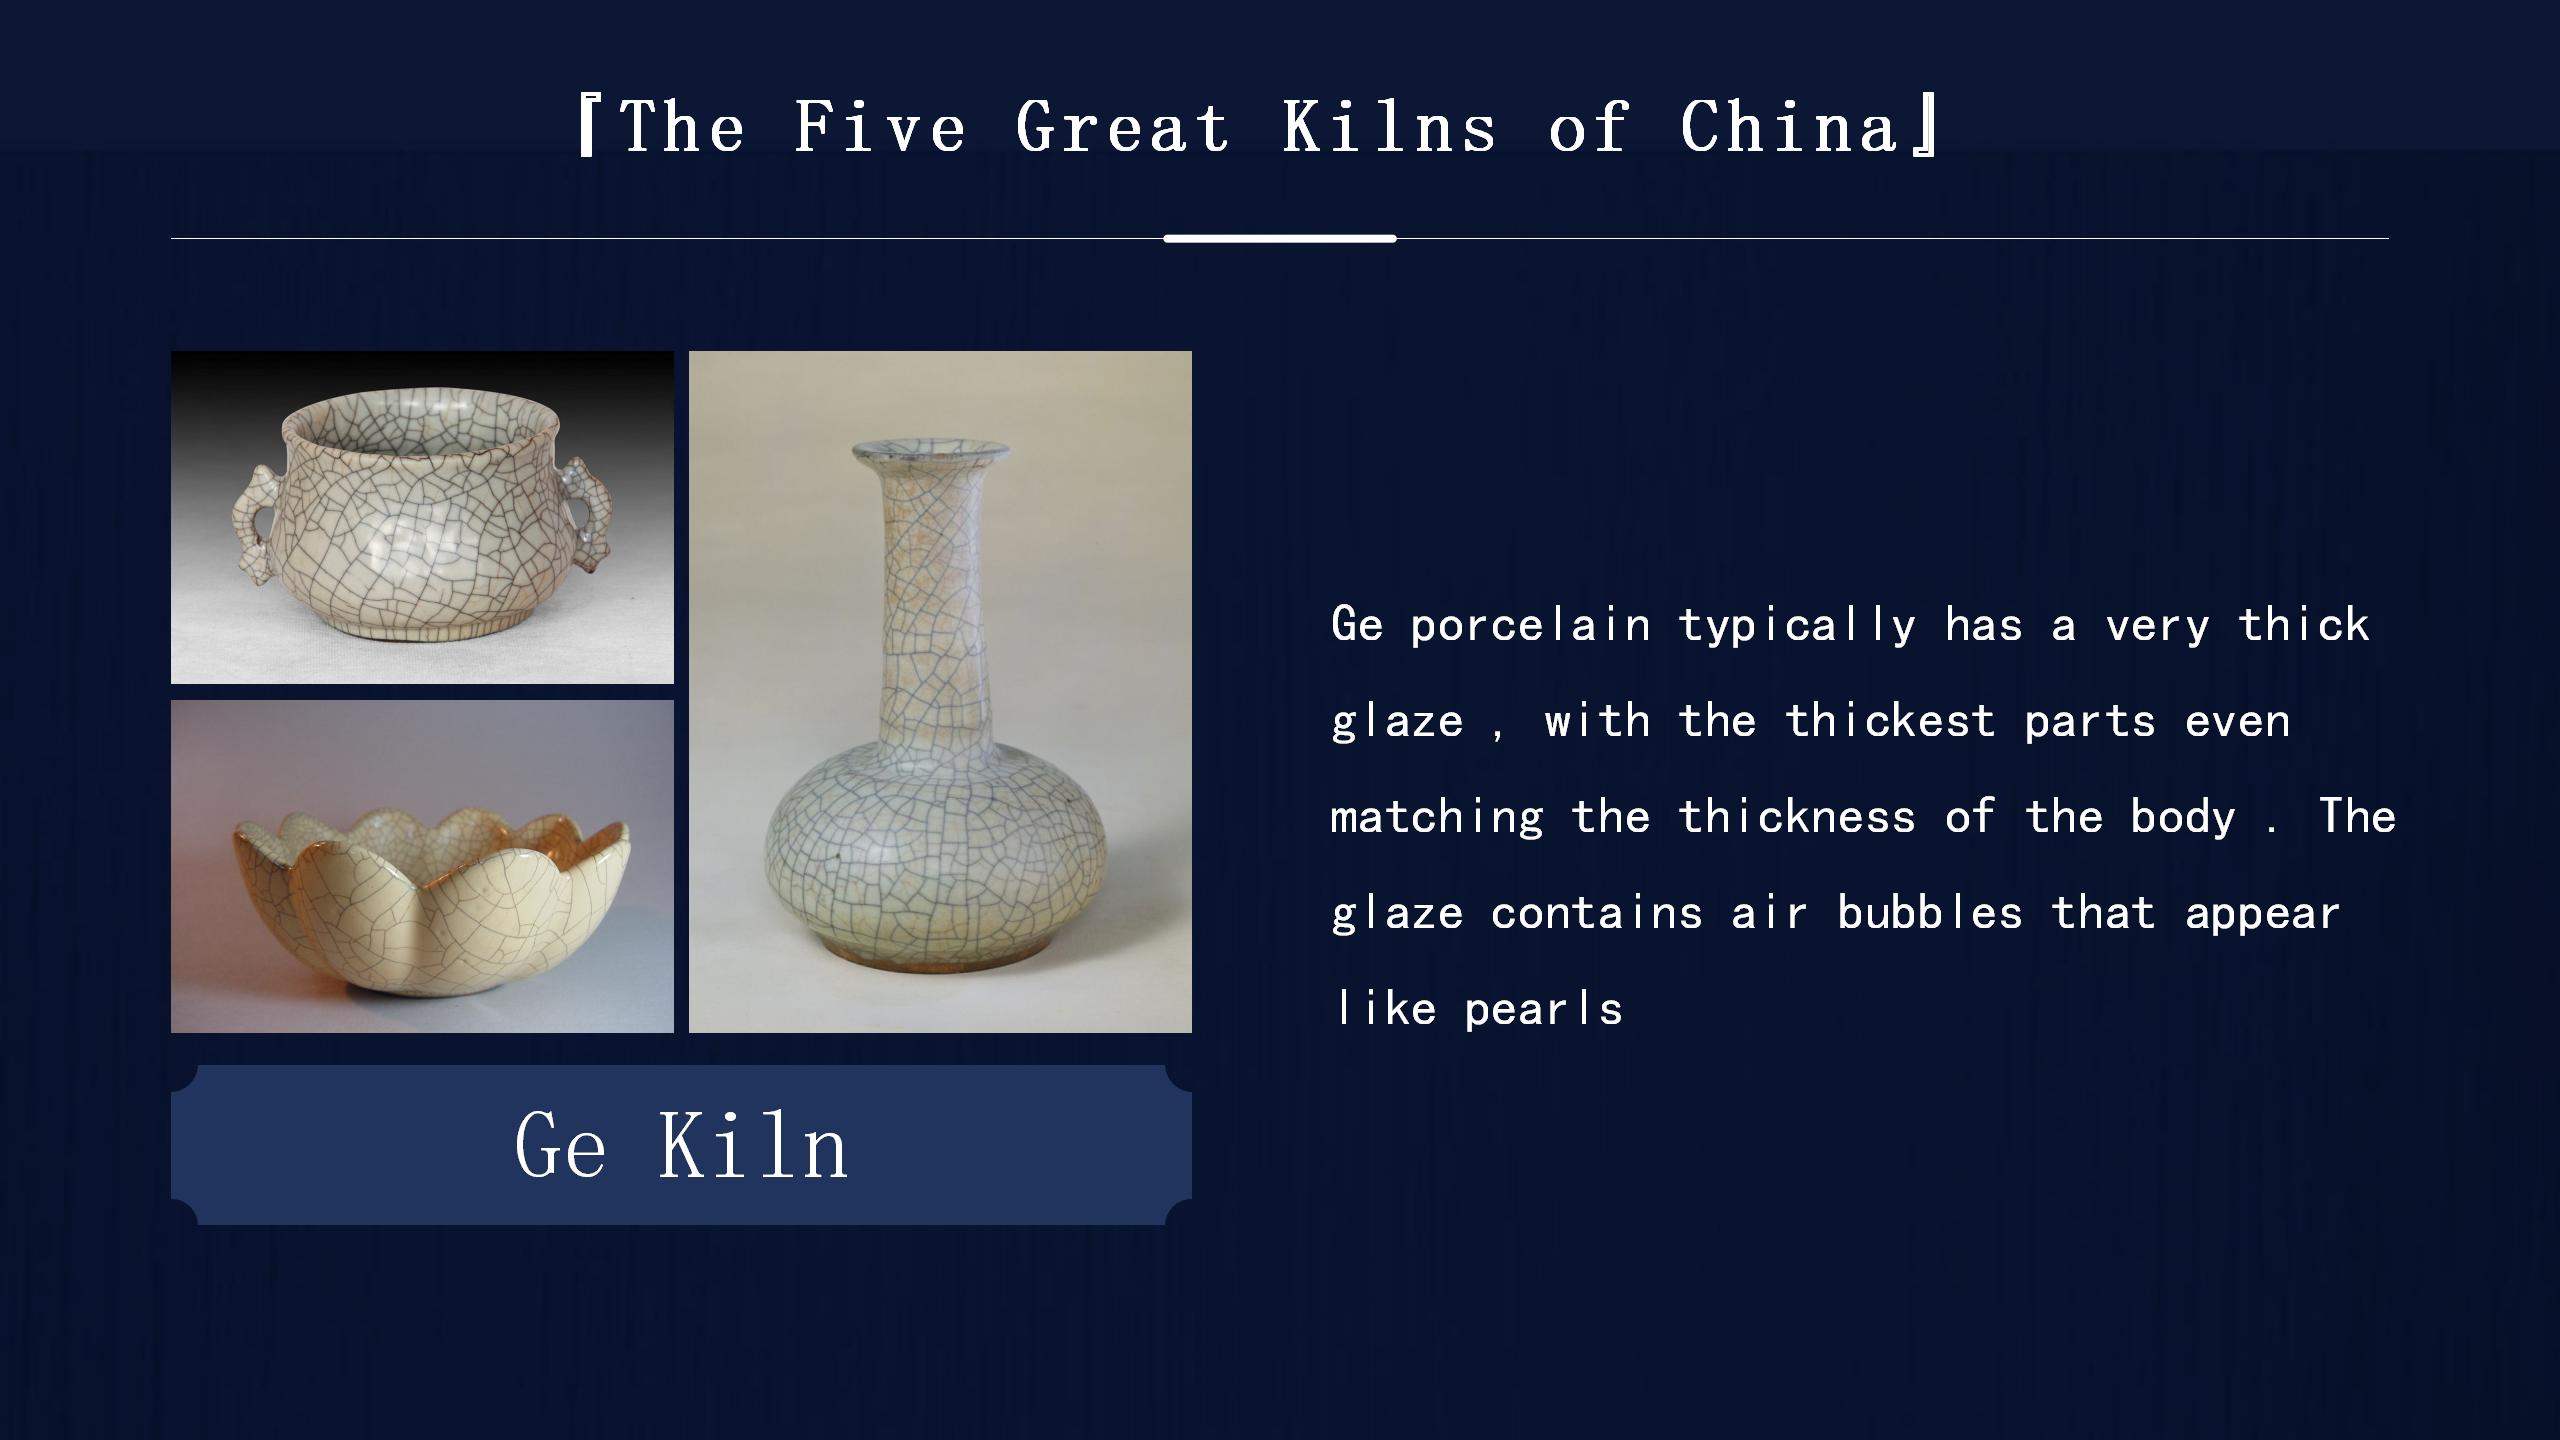 『The Five Great Kilns of China』
Ge porcelain typically has a very thick
glaze , with the thickest parts even
matching the thickness of the body . The
glaze contains air bubbles that appear
like pearls
Ge Kiln